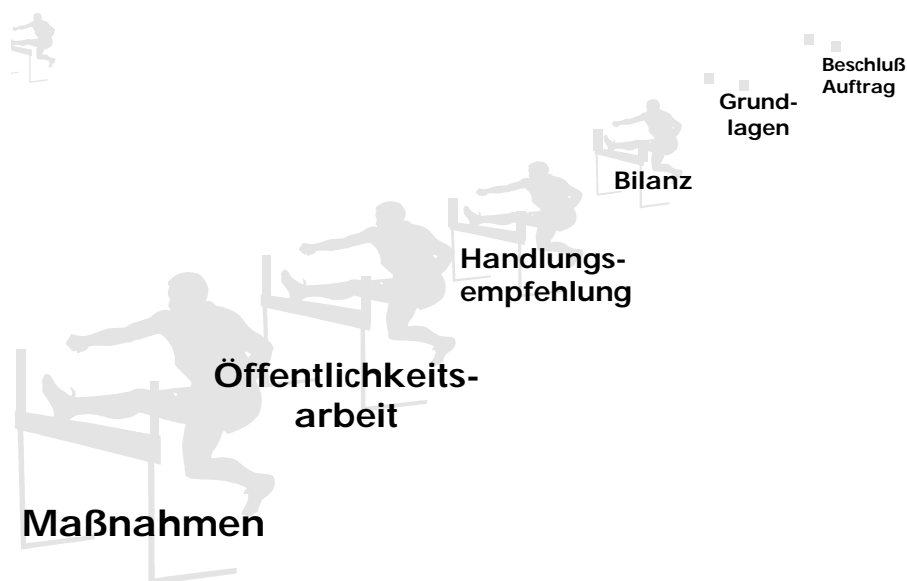 Beschluß
Auftrag
Grund-
lagen
Bilanz
Handlungs-
empfehlung
Öffentlichkeits-
arbeit
Maßnahmen